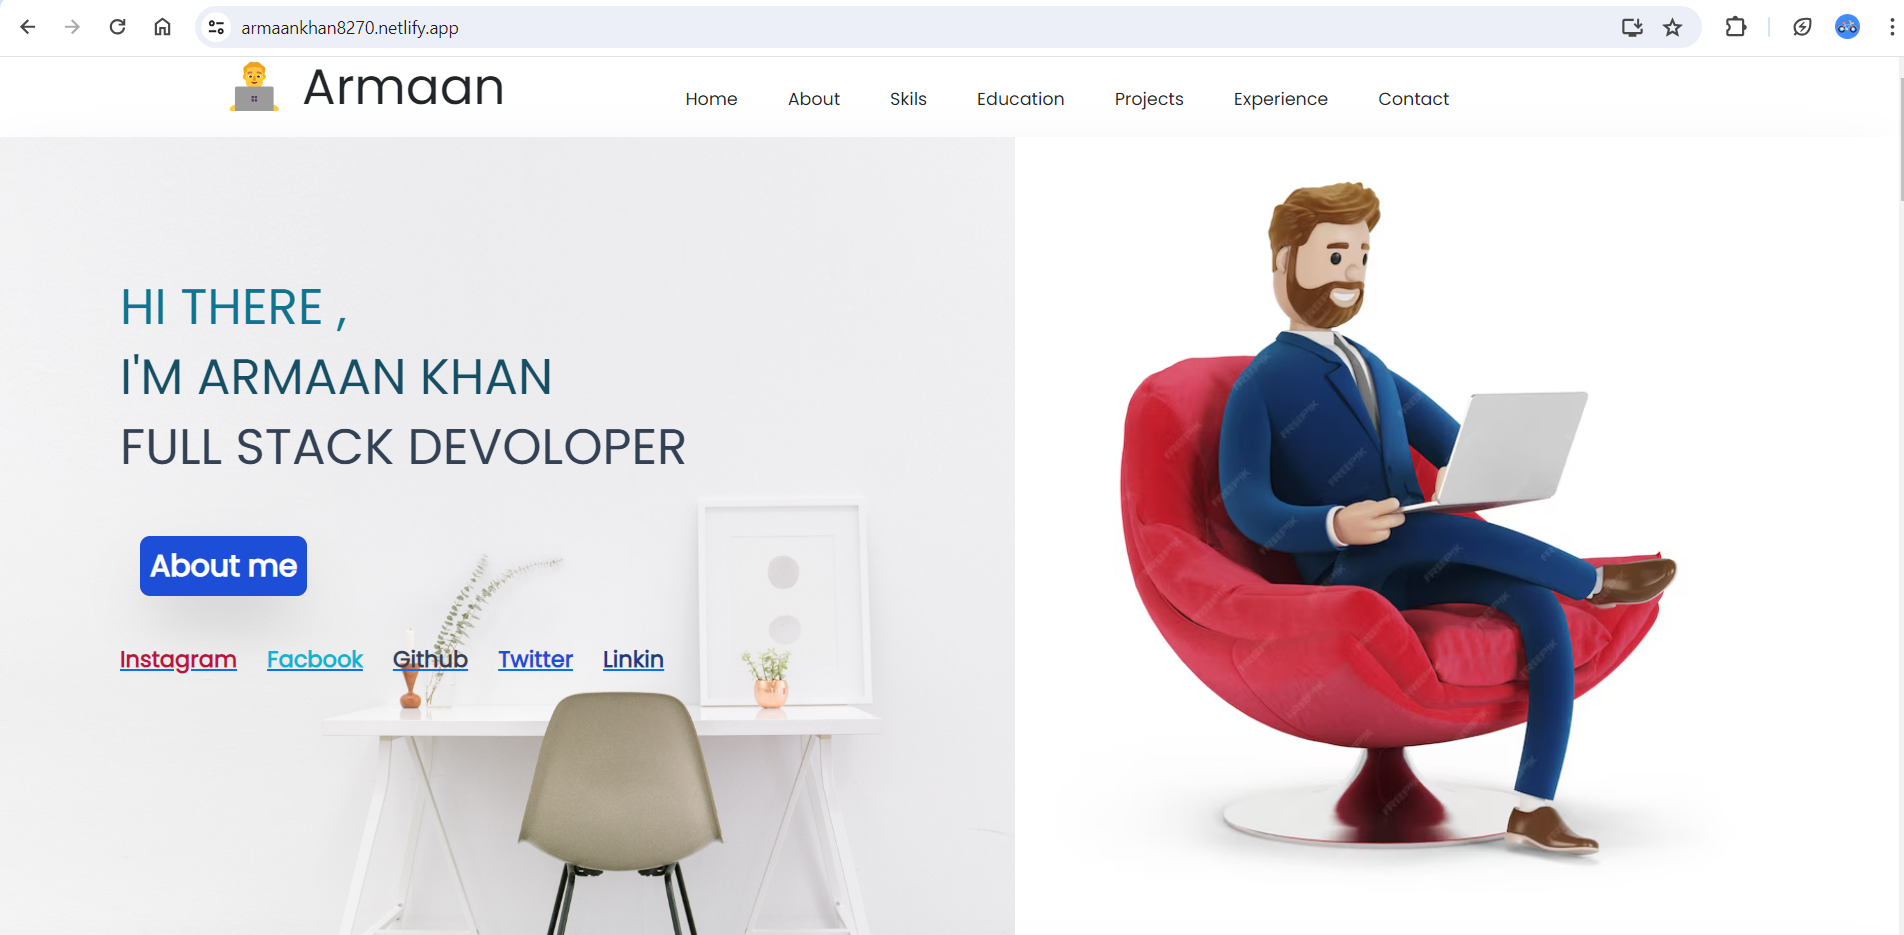 armaankhan8270.netlify.app
Armaan
Home About Skils Education Projects Experience Contact
HI THERE ,
I'M ARMAAN KHAN
FULL STACK DEVOLOPER
About me
Instagram Facbook Github Twitter Linkin
FREEPIK